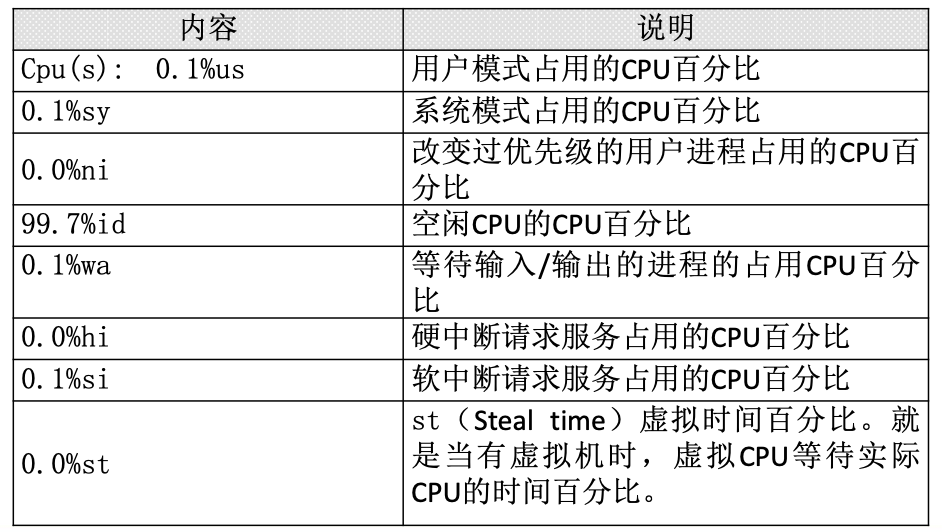 内容 说明
Cpu(s): 0.1%us 用户模式占用的CPU百分比
0.1%sy 系统模式占用的CPU百分比
0.0%ni 改变过优先级的用户进程占用的CPU百
分比
99.7%id 空闲CPU的CPU百分比
0.1%wa 等待输入/输出的进程的占用CPU百分
比
0.0%hi 硬中断请求服务占用的CPU百分比
0.1%si 软中断请求服务占用的CPU百分比
0.0%st st（Steal time）虚拟时间百分比。就
是当有虚拟机时，虚拟CPU等待实际
CPU的时间百分比。